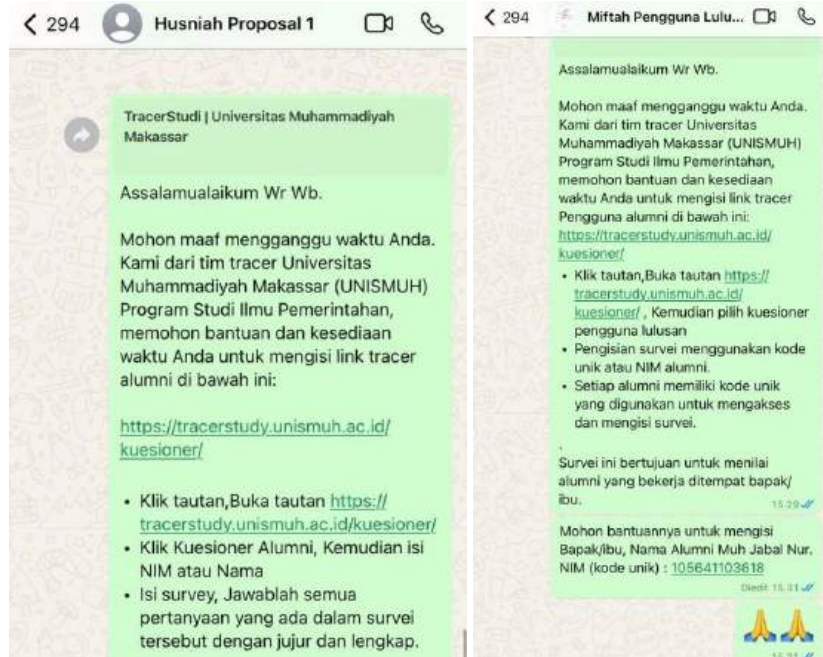 294
Husniah Proposal 1
TracerStudi | Universitas Muhammadiyah
Makassar
Assalamualaikum Wr Wb.
Mohon maaf mengganggu waktu Anda.
Kami dari tim tracer Universitas
Muhammadiyah Makassar (UNISMUH)
Program Studi Ilmu Pemerintahan,
memohon bantuan dan kesediaan
waktu Anda untuk mengisi link tracer
alumni di bawah ini:
https://tracerstudy.unismuh.ac.id/
kuesioner/
• Klik tautan,Buka tautan https://
tracerstudy.unismuh.ac.id/kuesioner/
• Klik Kuesioner Alumni, Kemudian isi
NIM atau Nama
• Isi survey, Jawablah semua
pertanyaan yang ada dalam survei
tersebut dengan jujur dan lengkap.
294
Miftah Pengguna Lulu...
Assalamualaikum Wr Wb.
Mohon maaf mengganggu waktu Anda.
Kami dari tim tracer Universitas
Muhammadiyah Makassar (UNISMUH)
Program Studi Ilmu Pemerintahan,
memohon bantuan dan kesediaan
waktu Anda untuk mengisi link tracer
Pengguna alumni di bawah ini:
https://tracerstudy.unismuh.ac.id/
kuesioner/
• Klik tautan,Buka tautan https://
tracerstudy.unismuh.ac.id/
kuesioner/ , Kemudian pilih kuesioner
pengguna lulusan
• Pengisian survei menggunakan kode
unik atau NIM alumni.
• Setiap alumni memiliki kode unik
yang digunakan untuk mengakses
dan mengisi survei.
.
Survei ini bertujuan untuk menilai
alumni yang bekerja ditempat bapak/
ibu.
15.29
Mohon bantuannya untuk mengisi
Bapak/ibu, Nama Alumni Muh Jabal Nur.
NIM (kode unik) : 105641103618
Diedit 15.31
🙏🙏